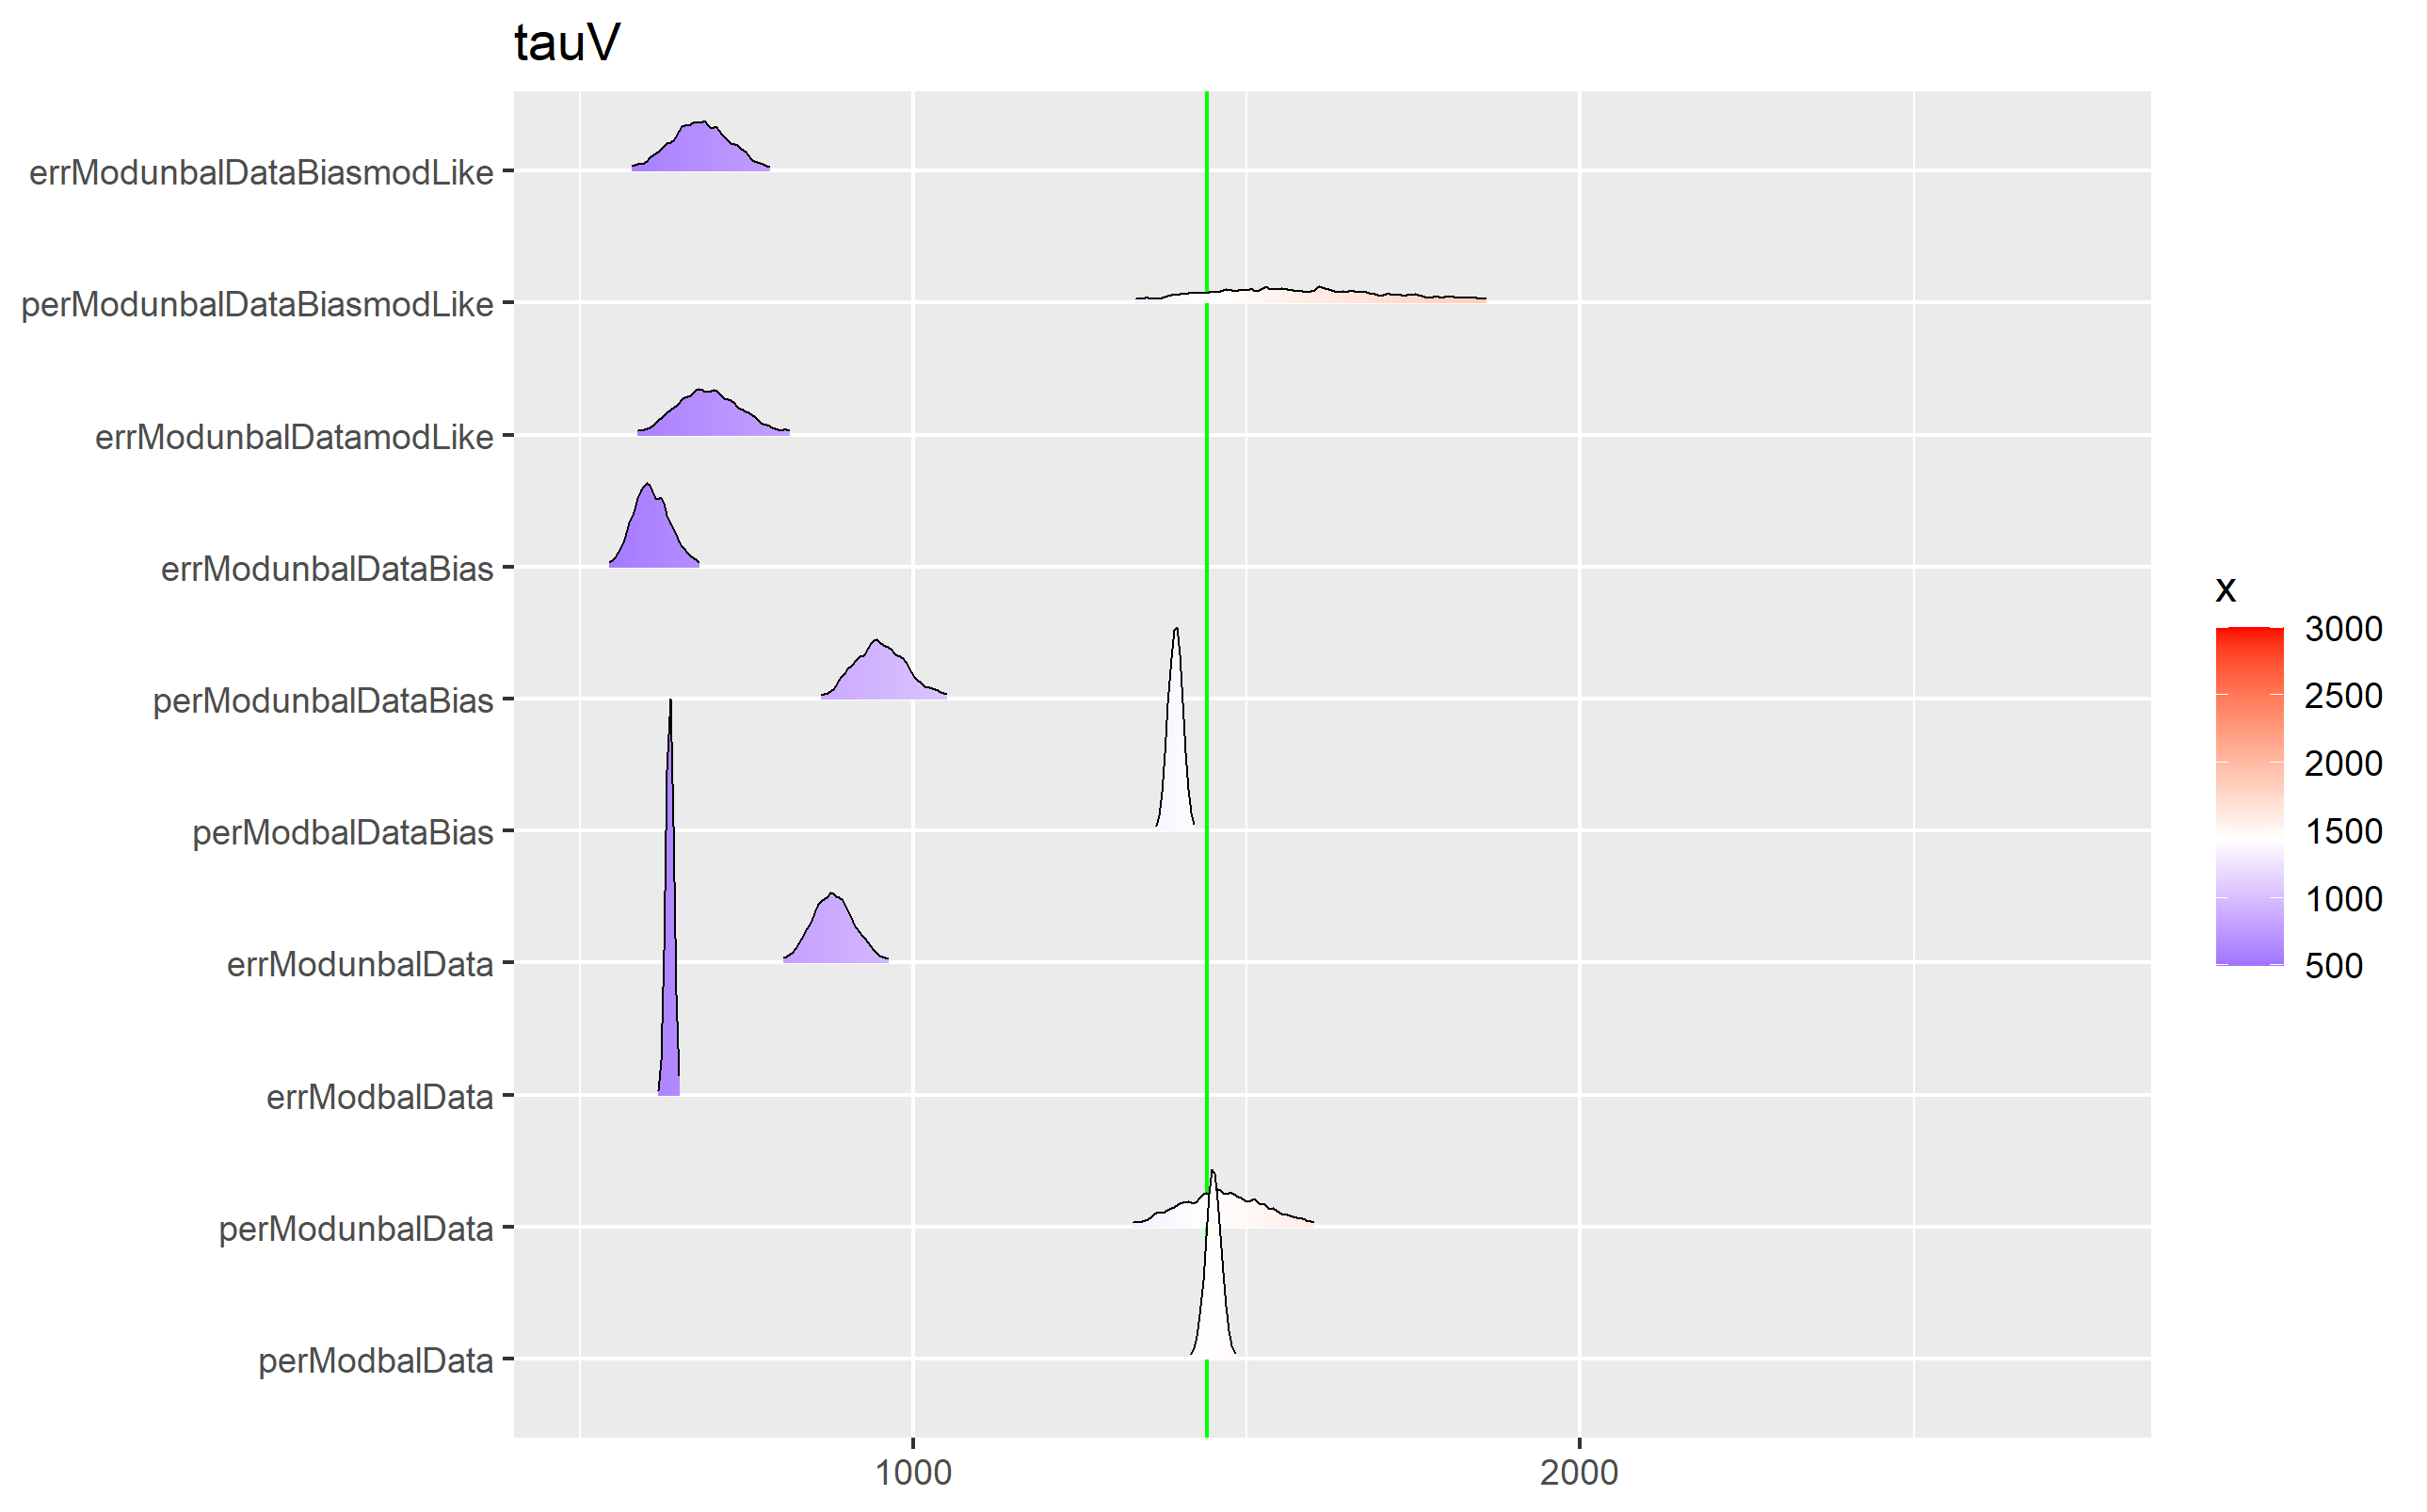 tauV
errModunbalDataBiasmodLike
perModunbalDataBiasmodLike
errModunbalDatamodLike
errModunbalDataBias
perModunbalDataBias
perModbalDataBias
errModunbalData
errModbalData
perModunbalData
perModbalData
1000
2000
x
3000
2500
2000
1500
1000
500